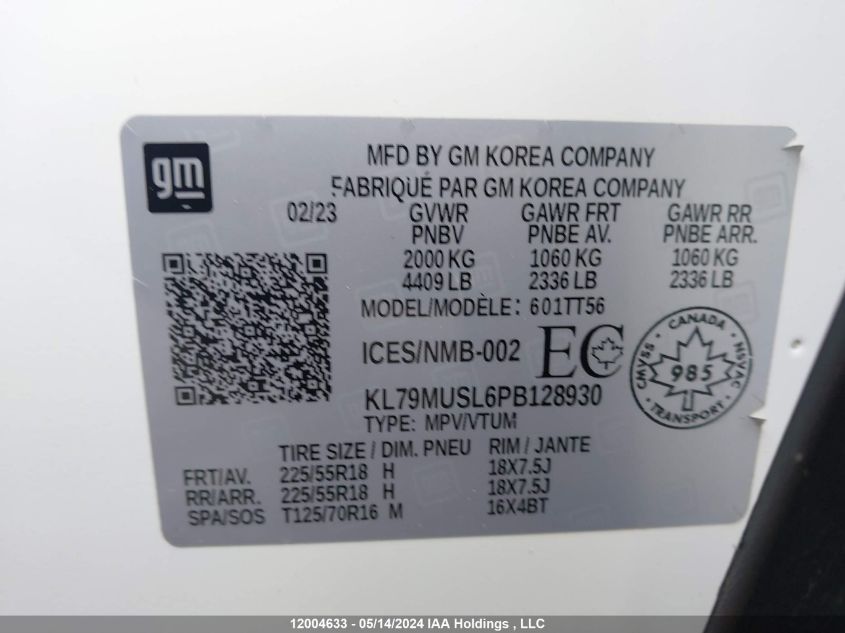 gm
MFD BY GM KOREA COMPANY
FABRIQUÉ PAR GM KOREA COMPANY
02/23 GVWR GAWR FRT GAWR RR
PNBV PNBE AV. PNBE ARR.
2000 KG 1060 KG 1060 KG
4409 LB 2336 LB 2336 LB
MODEL/MODÈLE: 601TT56
ICES/NMB-002 EC
CANADA
CMVSS 985 NSVAC
TRANSPORT
KL79MUSL6PB128930
TYPE: MPV/VTUM
TIRE SIZE / DIM. PNEU RIM / JANTE
FRT/AV. 225/55R18 H 18X7.5J
RR/ARR. 225/55R18 H 18X7.5J
SPA/SOS T125/70R16 M 16X4BT
12004633 - 05/14/2024 IAA Holdings , LLC